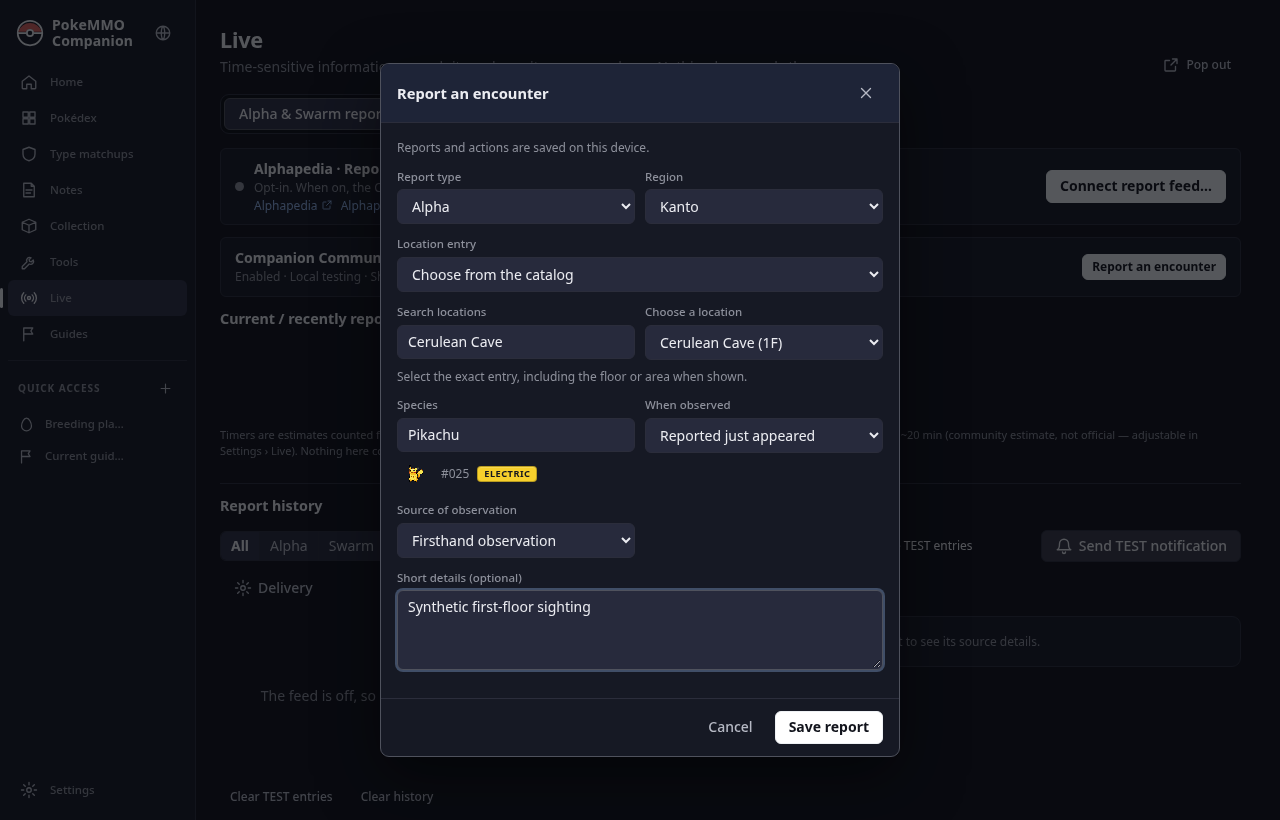 PokeMMO
Companion
Home
Pokédex
Type matchups
Notes
Collection
Tools
Live
Guides
QUICK ACCESS
Breeding pla...
Current guid...
Settings
Live
Time-sensitive
Pop out
Alpha & Swarm repor
Alphapedia · Repo
Opt-in. When on, the C
Alphapedia Alphap
Connect report feed...
Companion Commun
Enabled · Local testing · S
Report an encounter
Current / recently repo
Timers are estimates counted f
~20 min (community estimate, not official — adjustable in
Settings › Live). Nothing here c
Report history
All Alpha Swarm
TEST entries
Send TEST notification
Delivery
to see its source details.
The feed is off, so
Clear TEST entries Clear history
Report an encounter
Reports and actions are saved on this device.
Report type Region
Alpha Kanto
Location entry
Choose from the catalog
Search locations Choose a location
Cerulean Cave Cerulean Cave (1F)
Select the exact entry, including the floor or area when shown.
Species When observed
Pikachu Reported just appeared
#025 ELECTRIC
Source of observation
Firsthand observation
Short details (optional)
Synthetic first-floor sighting
Cancel Save report